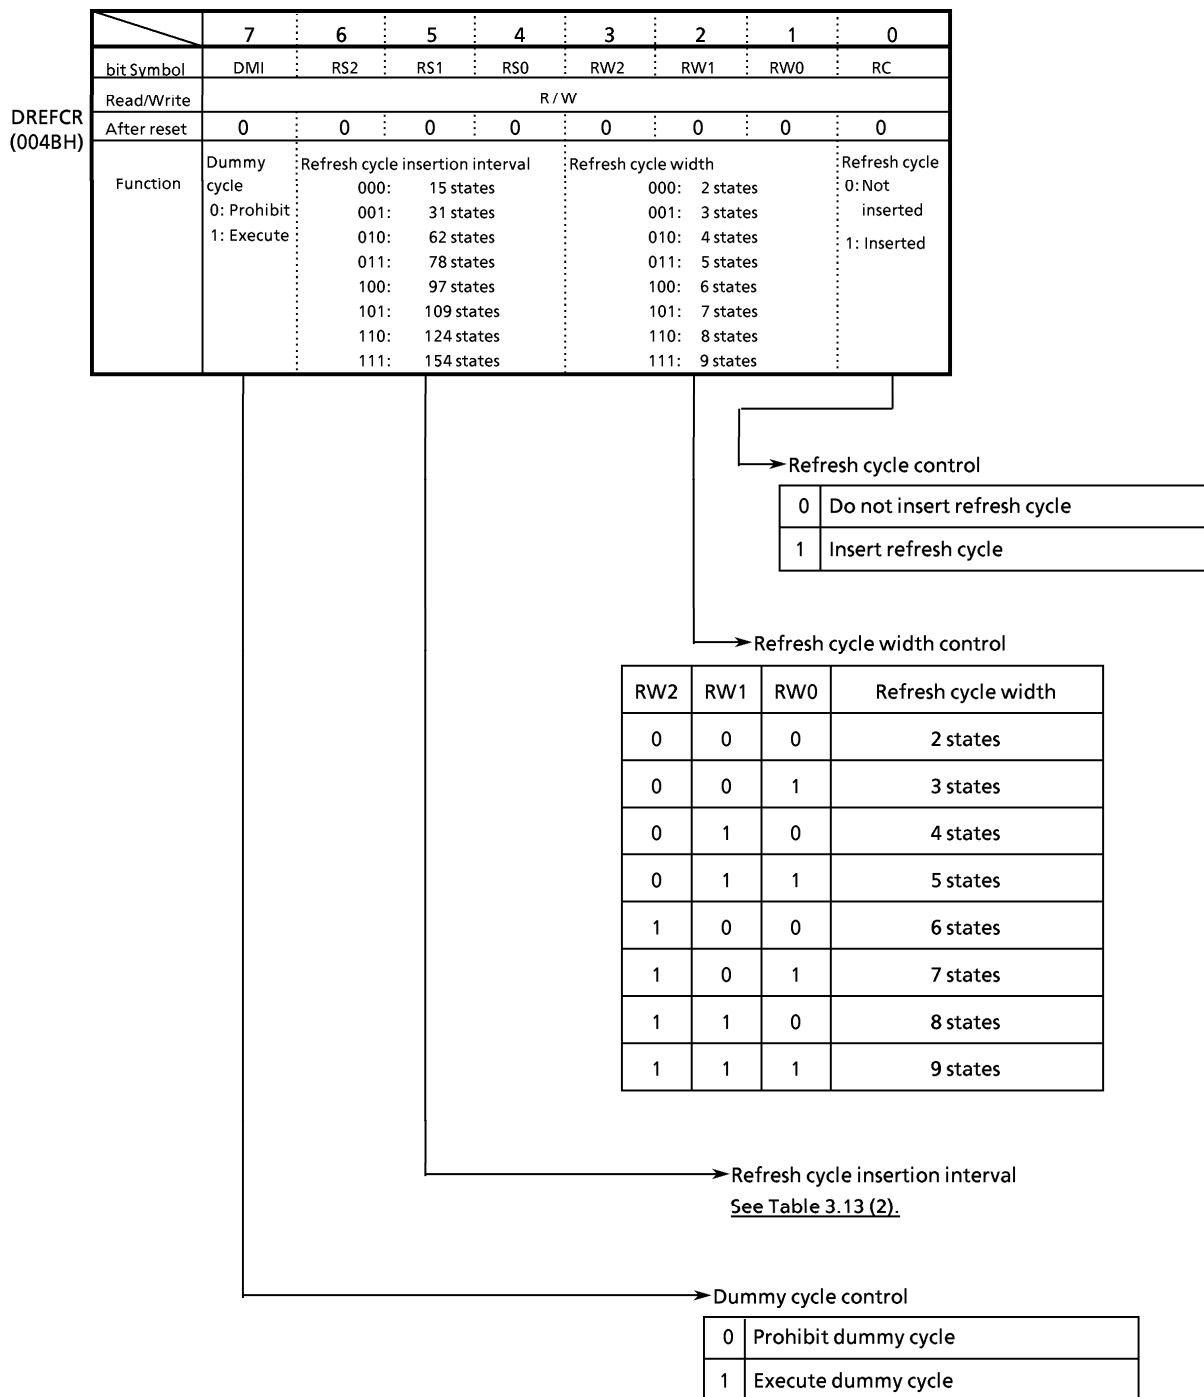 7 6 5 4 3 2 1 0
bit Symbol DMI RS2 RS1 RS0 RW2 RW1 RW0 RC
Read/Write R / W
DREFCR
(004BH)
After reset 0 0 0 0 0 0 0 0
Function
Dummy
cycle
0: Prohibit
1: Execute
Refresh cycle insertion interval
000: 15 states
001: 31 states
010: 62 states
011: 78 states
100: 97 states
101: 109 states
110: 124 states
111: 154 states
Refresh cycle width
000: 2 states
001: 3 states
010: 4 states
011: 5 states
100: 6 states
101: 7 states
110: 8 states
111: 9 states
Refresh cycle
0: Not
inserted
1: Inserted
Refresh cycle control
0 Do not insert refresh cycle
1 Insert refresh cycle
Refresh cycle width control
RW2 RW1 RW0 Refresh cycle width
0 0 0 2 states
0 0 1 3 states
0 1 0 4 states
0 1 1 5 states
1 0 0 6 states
1 0 1 7 states
1 1 0 8 states
1 1 1 9 states
Refresh cycle insertion interval
See Table 3.13 (2).
Dummy cycle control
0 Prohibit dummy cycle
1 Execute dummy cycle